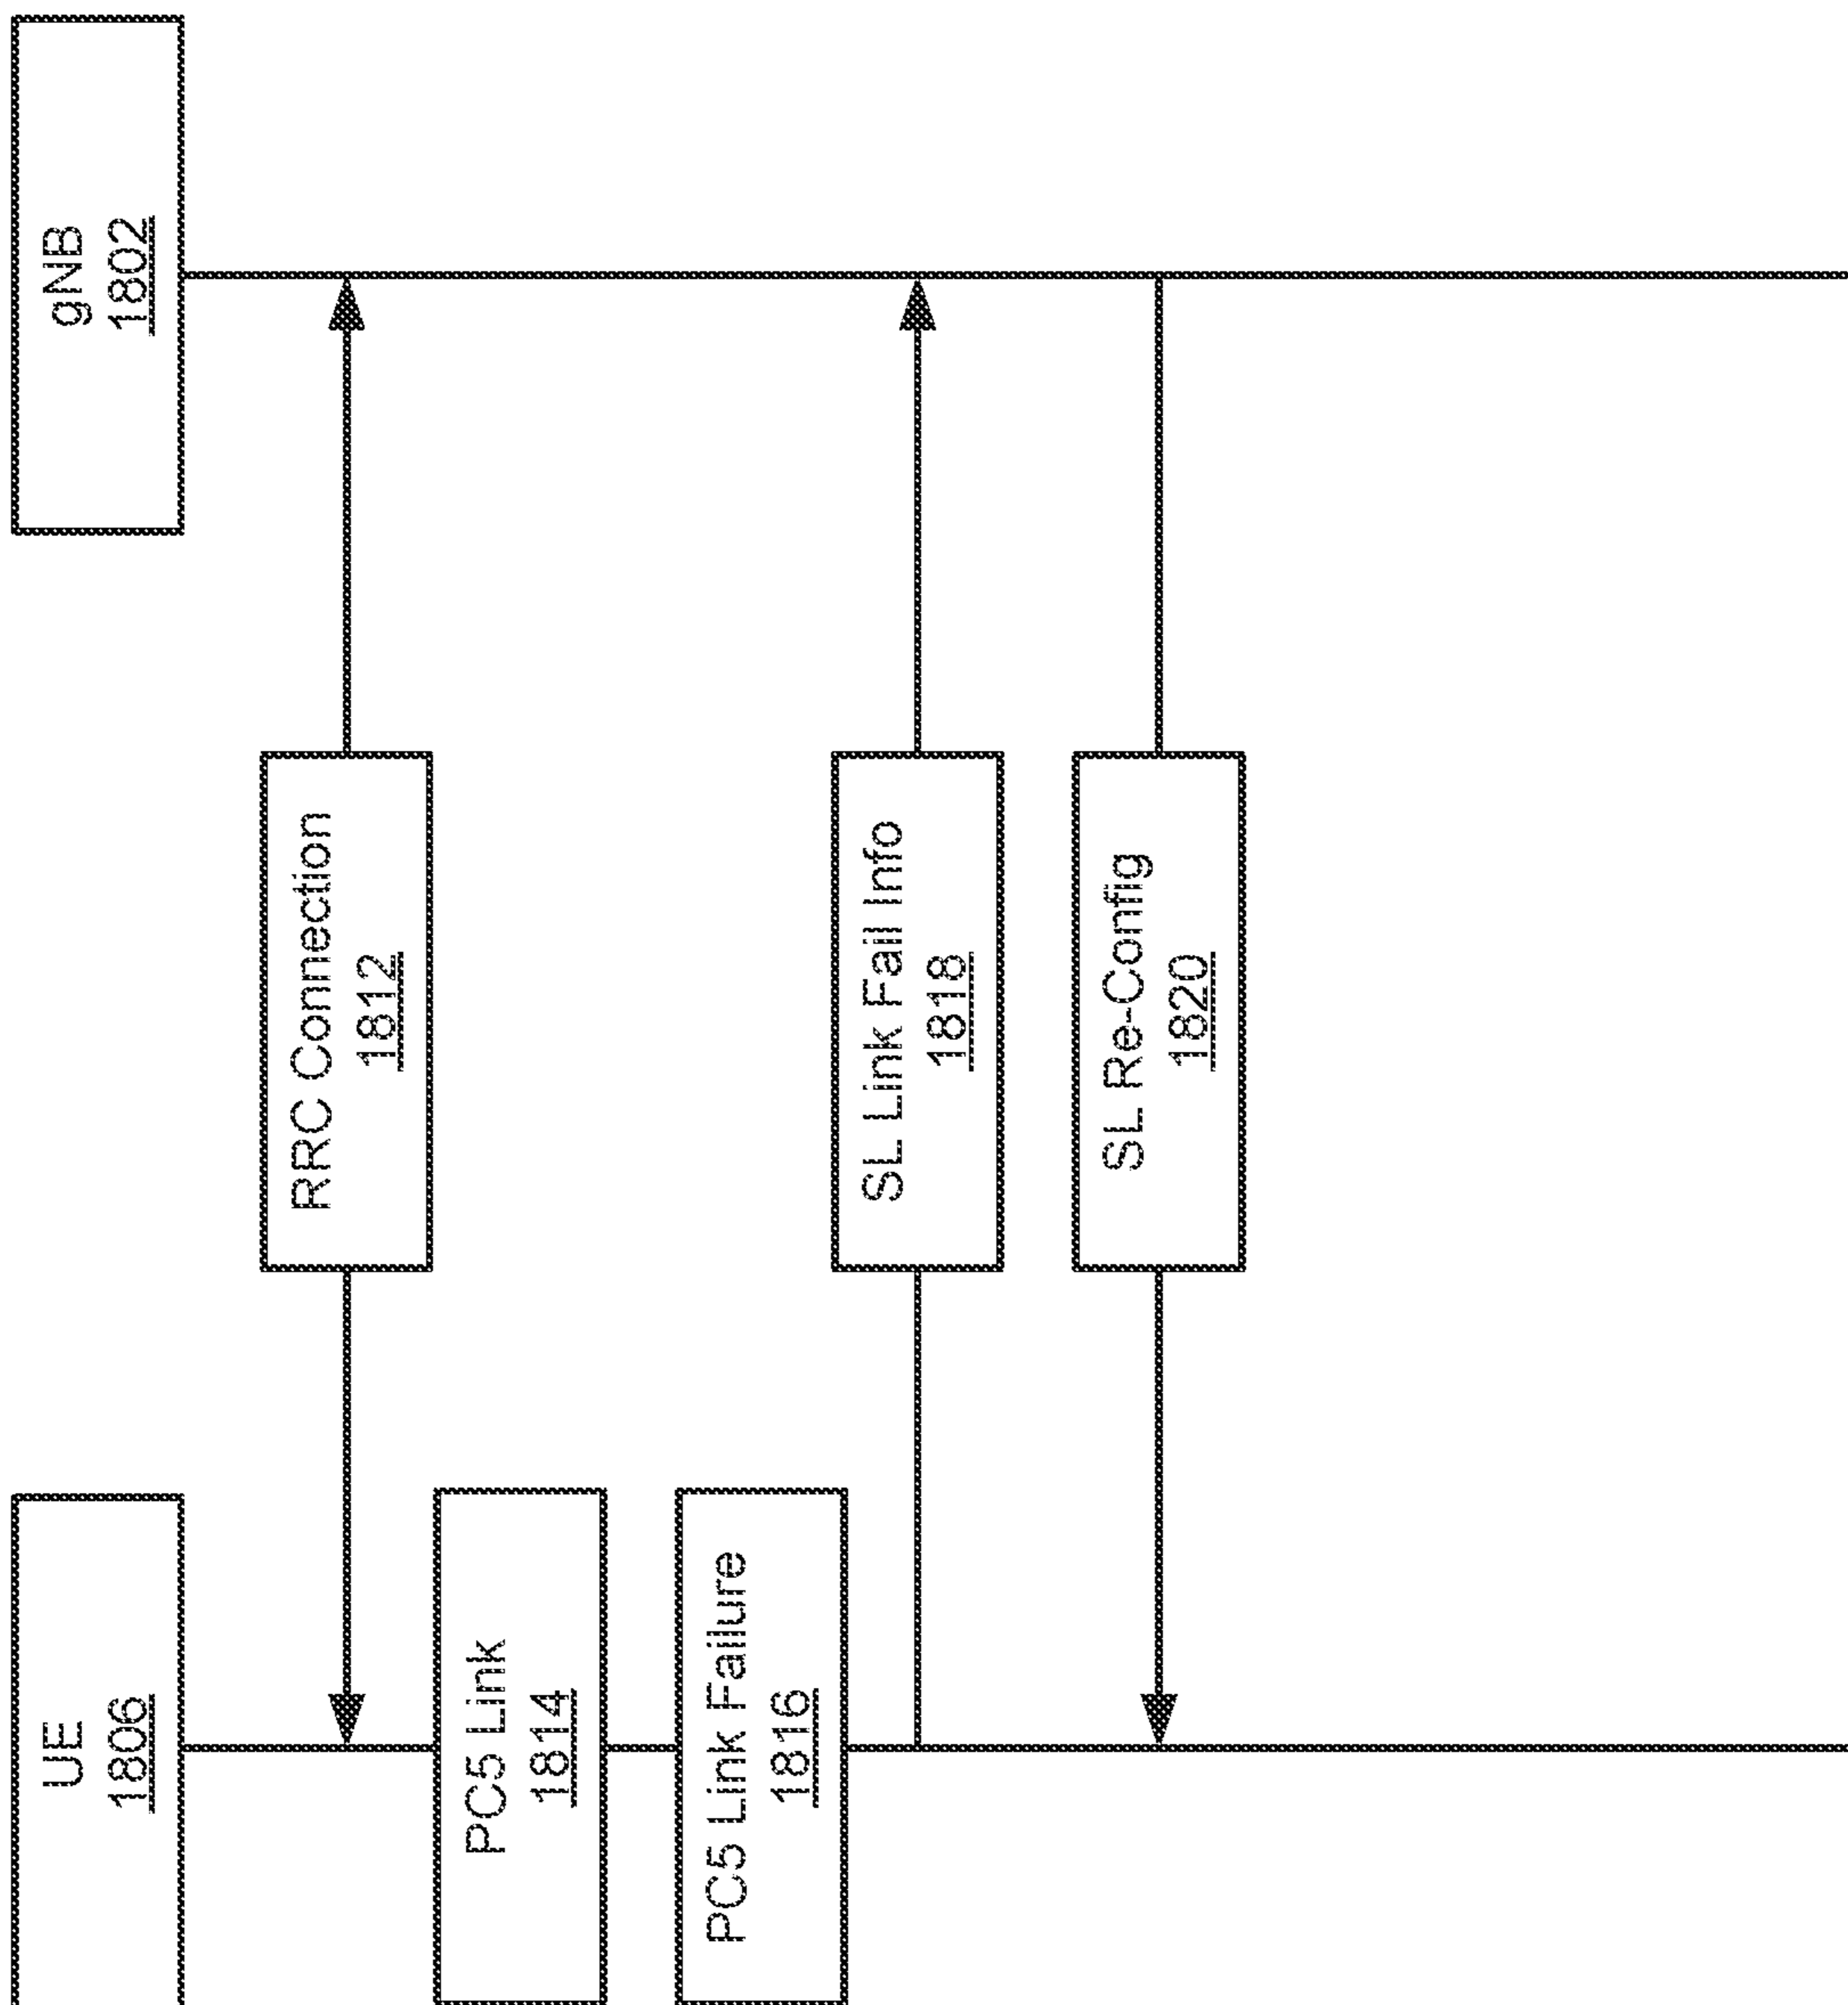 UE
1806
gNB
1802
RRC Connection
1812
PC5 Link
1814
PC5 Link Failure
1816
SL Link Fail Info
1818
SL Re-Config
1820